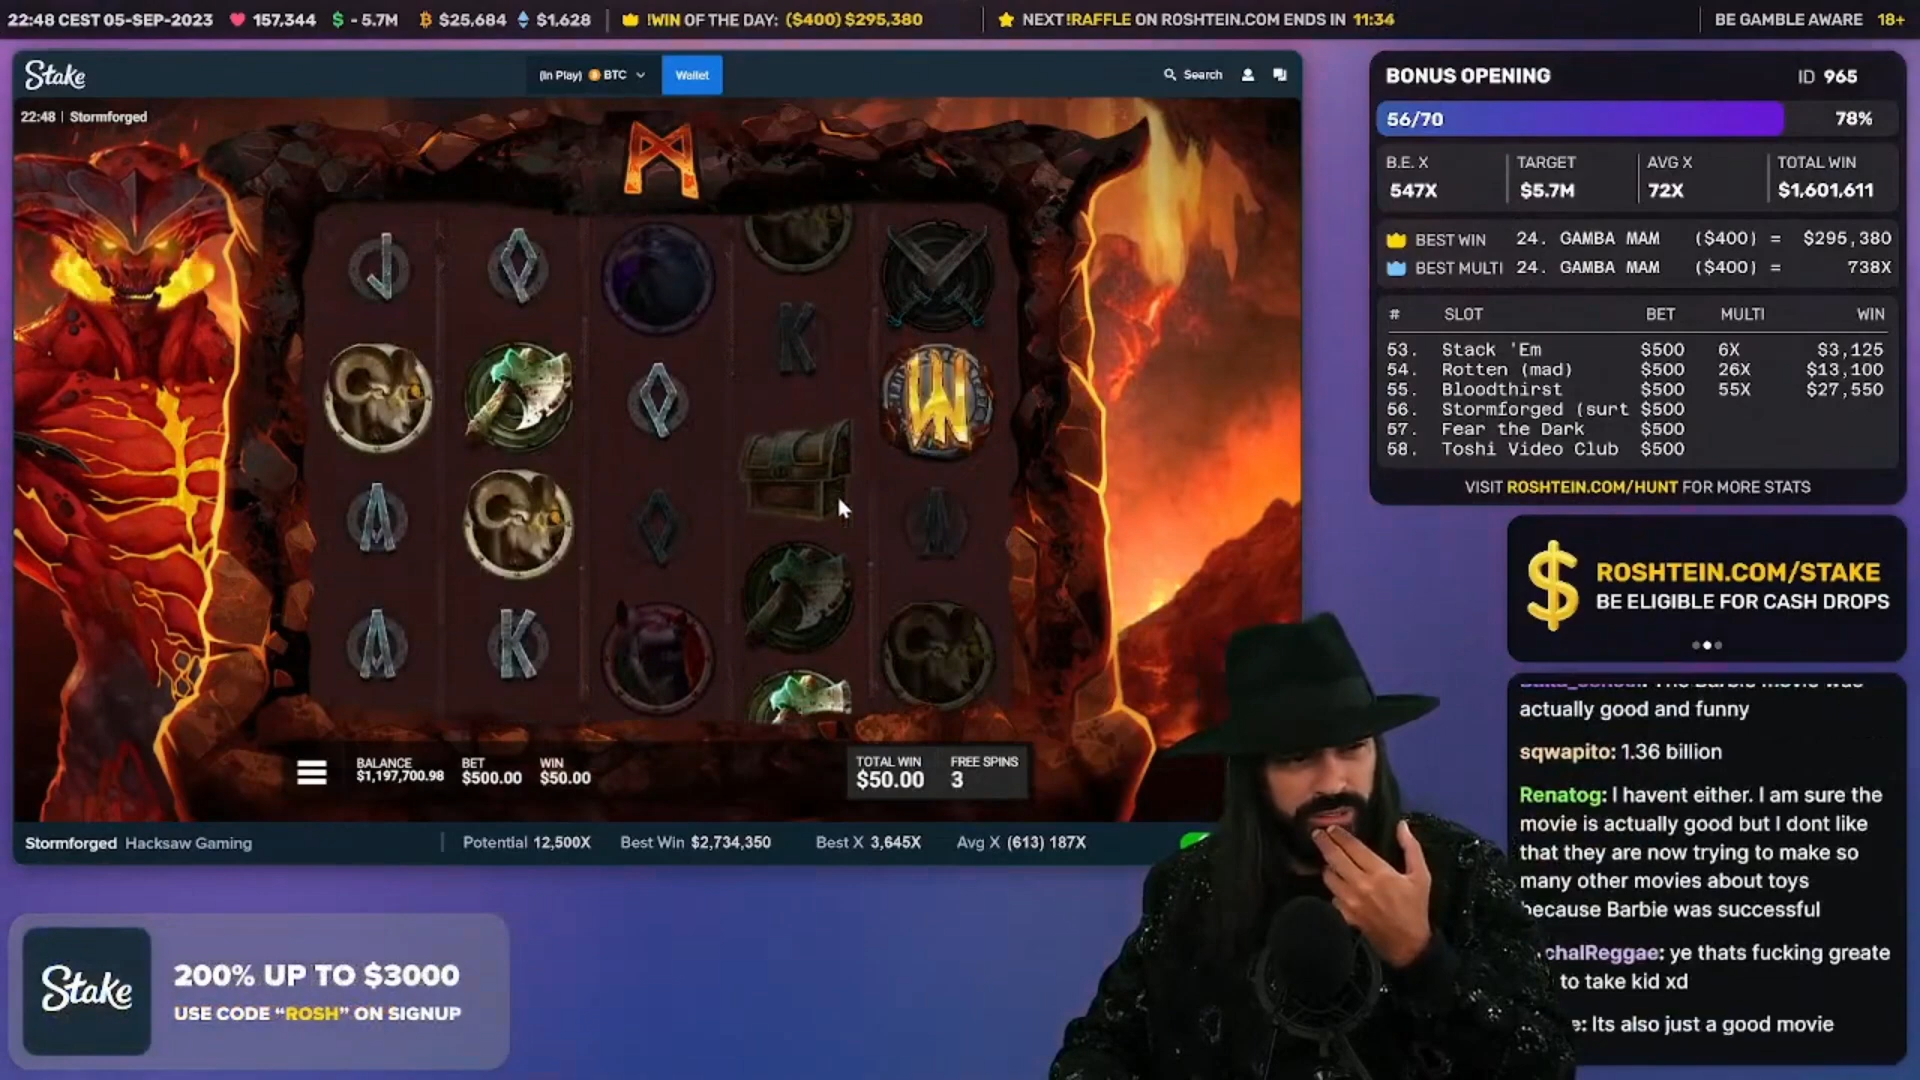 22:48 CEST 05-SEP-2023 157,344 $ - 5.7M $25,684 $1,628 !WIN OF THE DAY: ($400) $295,380 NEXT !RAFFLE ON ROSHTEIN.COM ENDS IN 11:34 BE GAMBLE AWARE 18+
Stake (In Play) BTC Wallet Search
22:48 | Stormforged
J
K
W
A
A K
BALANCE BET WIN TOTAL WIN FREE SPINS
$1,197,700.98 $500.00 $50.00 $50.00 3
Stormforged Hacksaw Gaming Potential 12,500X Best Win $2,734,350 Best X 3,645X Avg X (613) 187X
Stake
200% UP TO $3000
USE CODE “ROSH” ON SIGNUP
BONUS OPENING ID 965
56/70 78%
B.E. X TARGET AVG X TOTAL WIN
547X $5.7M 72X $1,601,611
BEST WIN 24. GAMBA MAM ($400) = $295,380
BEST MULTI 24. GAMBA MAM ($400) = 738X
# SLOT BET MULTI WIN
53. Stack 'Em $500 6X $3,125
54. Rotten (mad) $500 26X $13,100
55. Bloodthirst $500 55X $27,550
56. Stormforged (surt $500
57. Fear the Dark $500
58. Toshi Video Club $500
VISIT ROSHTEIN.COM/HUNT FOR MORE STATS
$ ROSHTEIN.COM/STAKE
BE ELIGIBLE FOR CASH DROPS
The Barbie movie was
actually good and funny
sqwapito: 1.36 billion
Renatog: I havent either. I am sure the
movie is actually good but I dont like
that they are now trying to make so
many other movies about toys
because Barbie was successful
chalReggae: ye thats fucking greate
to take kid xd
e: Its also just a good movie